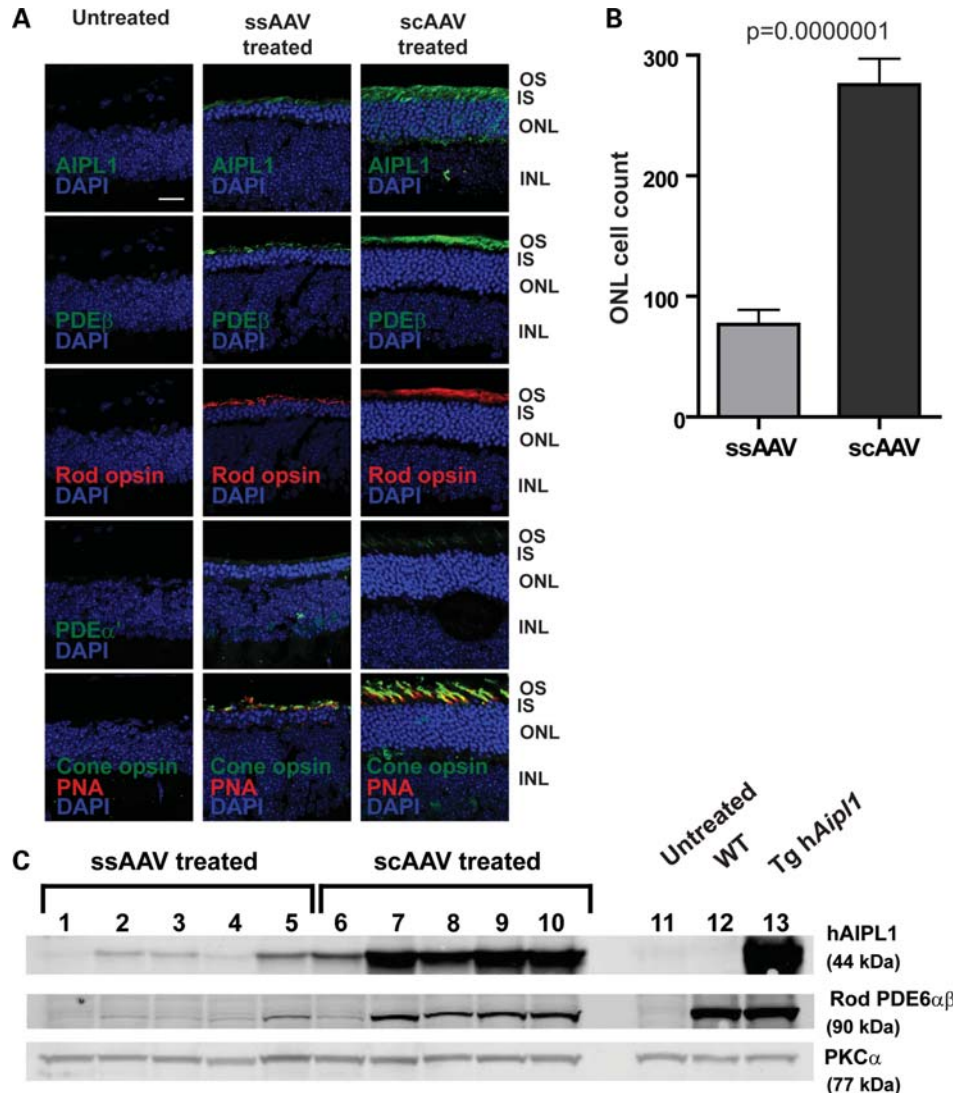 A
Untreated
ssAAV
treated
scAAV
treated
AIPL1
DAPI
AIPL1
DAPI
AIPL1
DAPI
OS
IS
ONL
INL
PDEβ
DAPI
PDEβ
DAPI
PDEβ
DAPI
OS
IS
ONL
INL
Rod opsin
DAPI
Rod opsin
DAPI
Rod opsin
DAPI
OS
IS
ONL
INL
PDEα'
DAPI
OS
IS
ONL
INL
Cone opsin
PNA
DAPI
Cone opsin
PNA
DAPI
Cone opsin
PNA
DAPI
OS
IS
ONL
INL
B
p=0.0000001
ONL cell count
300
200
100
0
ssAAV
scAAV
C
ssAAV treated
scAAV treated
Untreated
WT
Tg hAipl1
1 2 3 4 5 6 7 8 9 10 11 12 13
hAIPL1
(44 kDa)
Rod PDE6αβ
(90 kDa)
PKCα
(77 kDa)